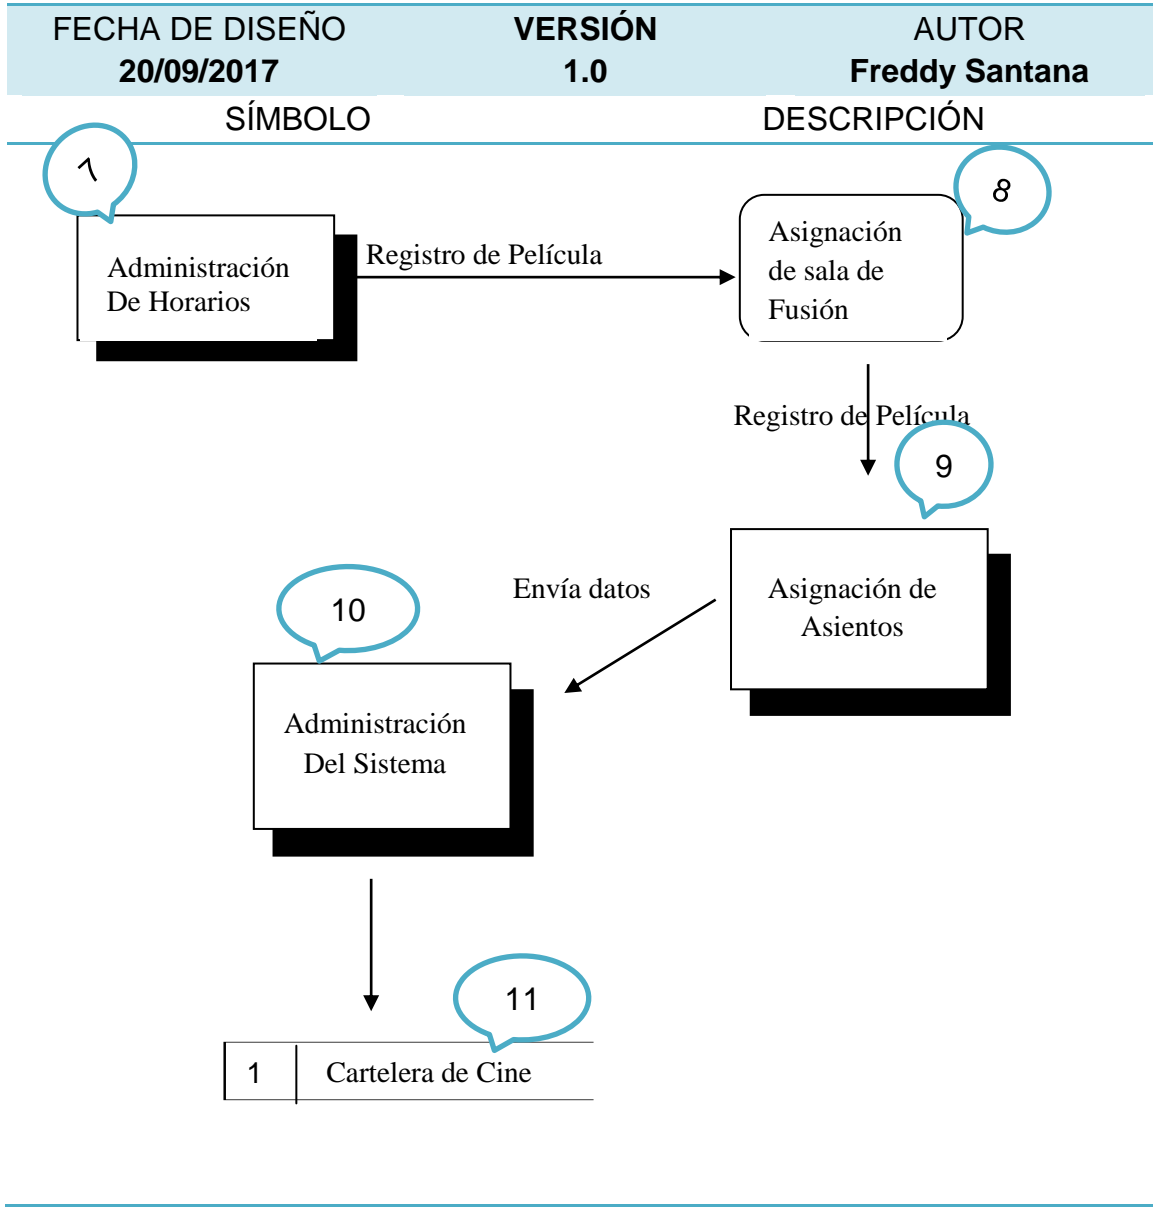 FECHA DE DISEÑO VERSIÓN AUTOR
20/09/2017 1.0 Freddy Santana
SÍMBOLO DESCRIPCIÓN
7
8
Administración
De Horarios
Registro de Película
Asignación
de sala de
Fusión
Registro de Película
9
Asignación de
Asientos
Envía datos
10
Administración
Del Sistema
11
1 Cartelera de Cine